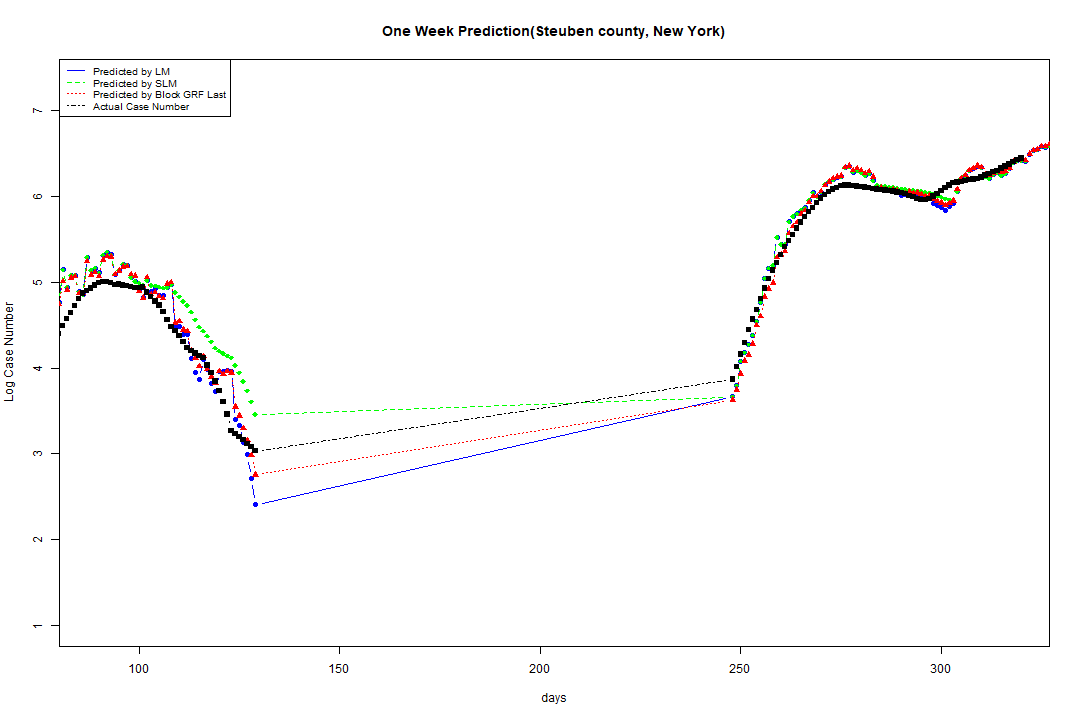 One Week Prediction(Steuben county, New York)
Predicted by LM
Predicted by SLM
Predicted by Block GRF Last
Actual Case Number
7
6
5
4
3
2
1
Log Case Number
100 150 200 250 300
days